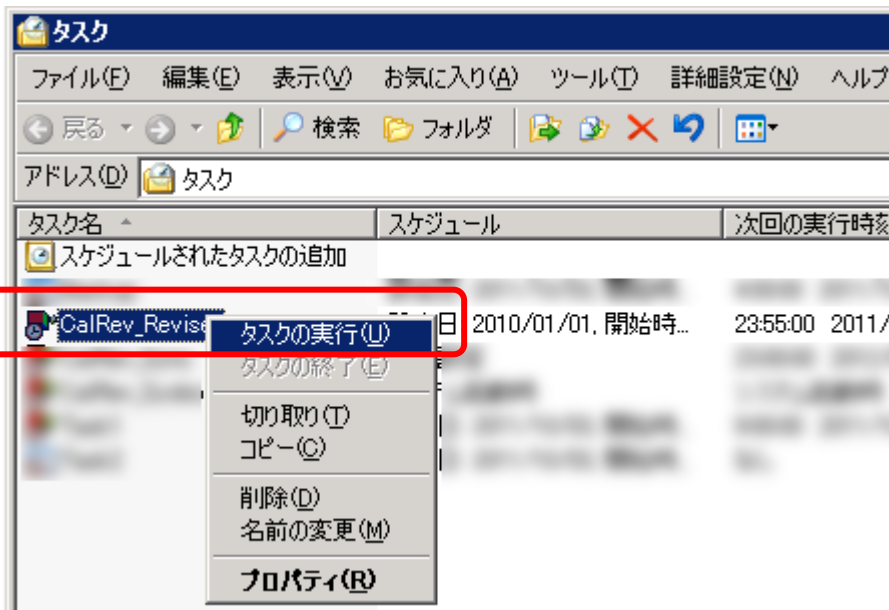 タスク
ファイル(F) 編集(E) 表示(V) お気に入り(A) ツール(T) 詳細設定(N) ヘルプ
戻る 検索 フォルダ
アドレス(D) タスク
タスク名 スケジュール 次回の実行時刻
スケジュールされたタスクの追加
CalRev_Revise 日 2010/01/01, 開始時... 23:55:00 2011/
タスクの実行(U)
タスクの終了(E)
切り取り(T)
コピー(C)
削除(D)
名前の変更(M)
プロパティ(R)